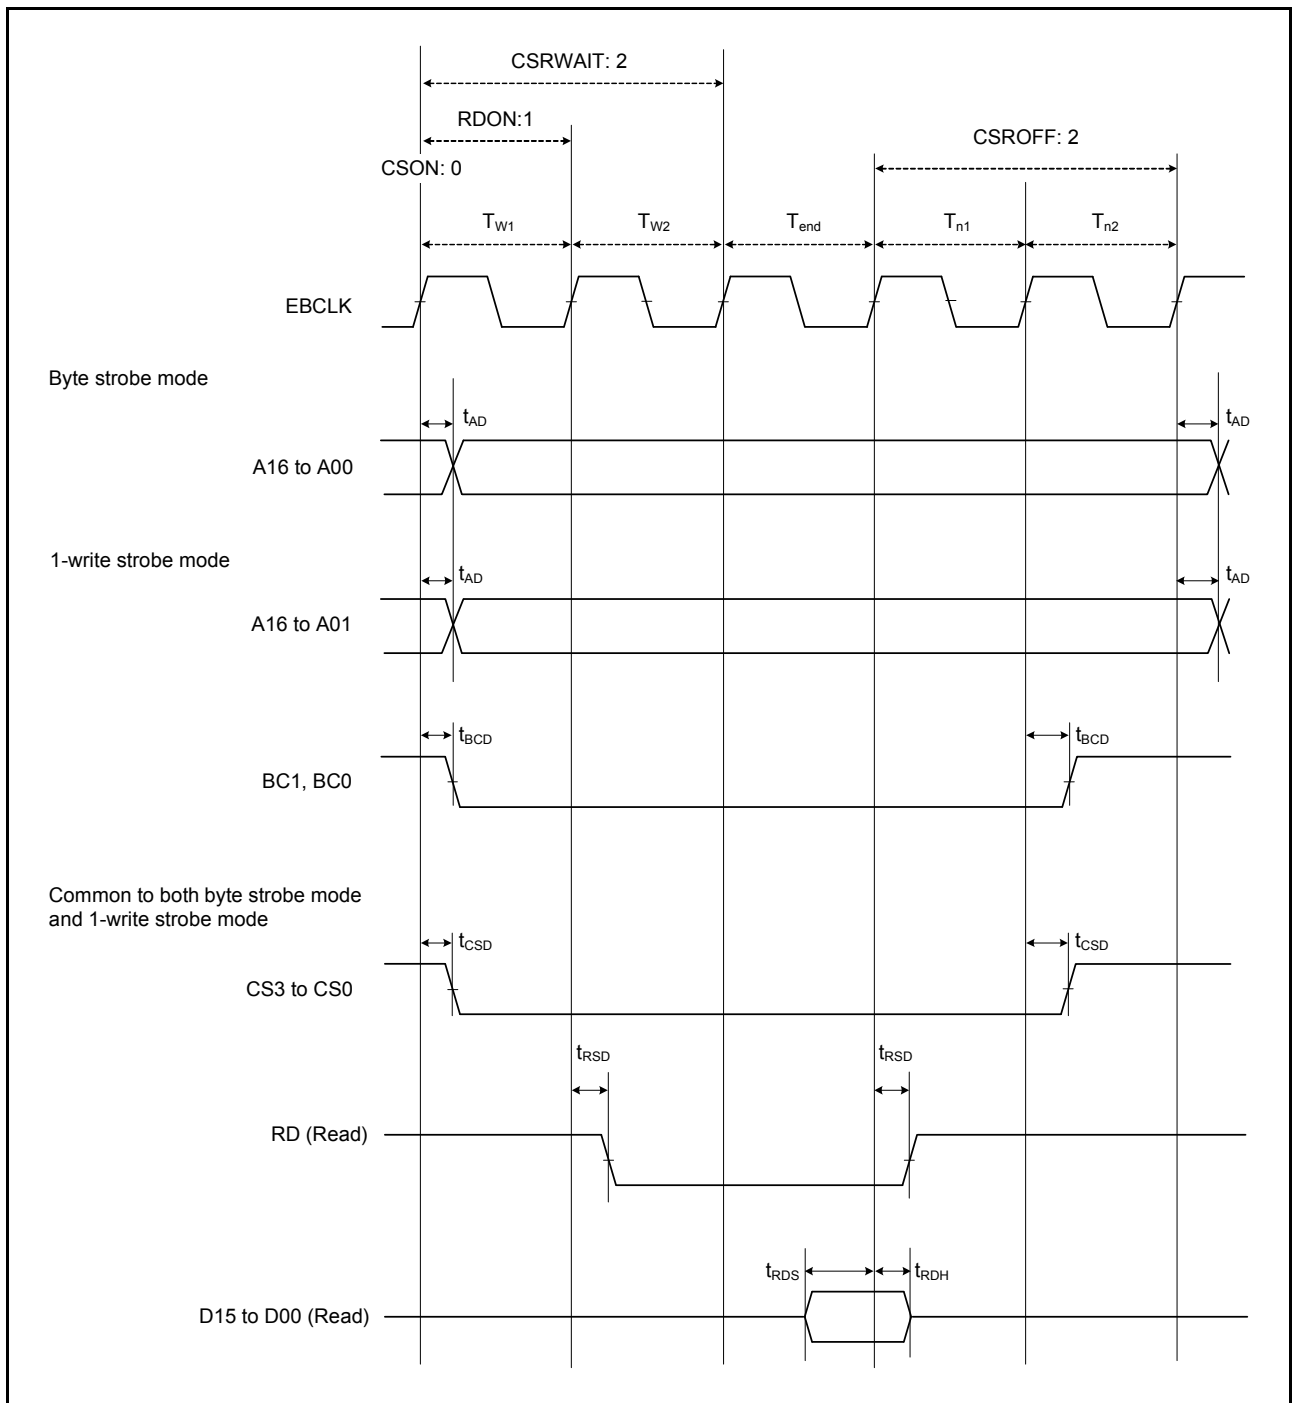 CSRWAIT: 2
RDON:1
CSROFF: 2
CSON: 0
TW1
TW2
Tend
Tn1
Tn2
EBCLK
Byte strobe mode
tAD
tAD
A16 to A00
1-write strobe mode
tAD
tAD
A16 to A01
tBCD
tBCD
BC1, BC0
Common to both byte strobe mode
and 1-write strobe mode
tCSD
tCSD
CS3 to CS0
tRSD
tRSD
RD (Read)
tRDS
tRDH
D15 to D00 (Read)